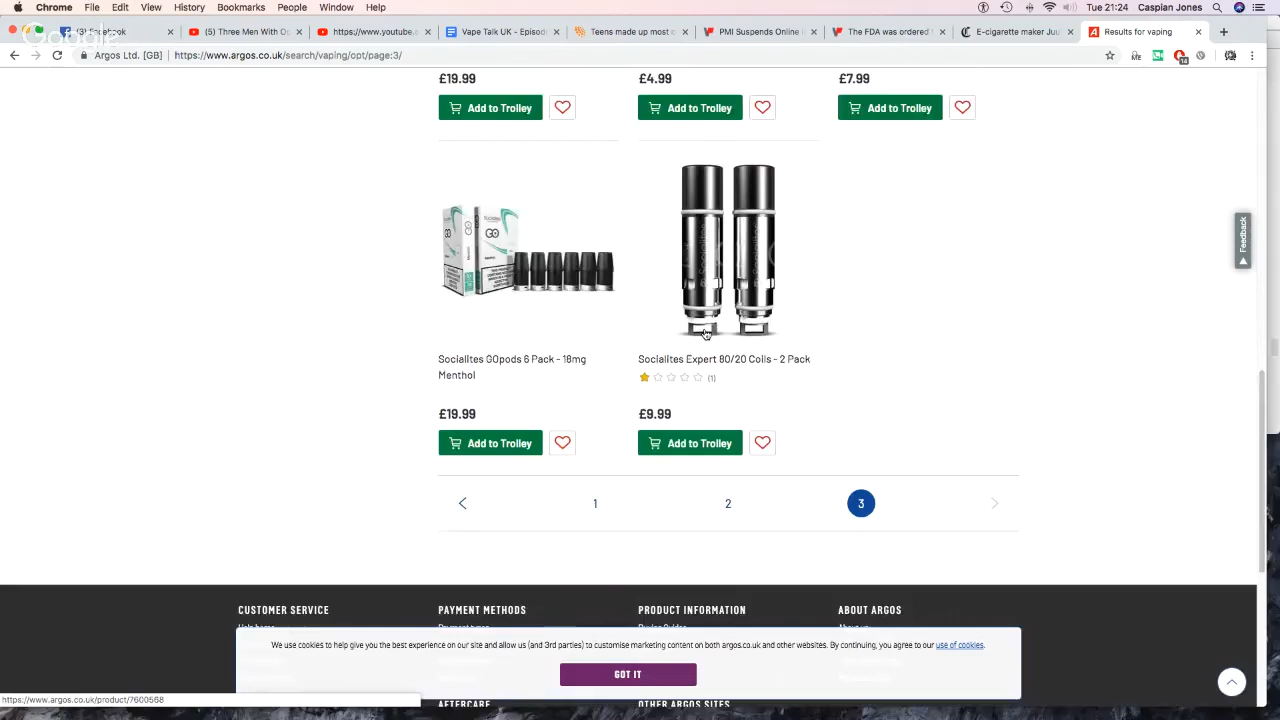 Chrome File Edit View History Bookmarks People Window Help Tue 21:24 Caspian Jones
Google
(3) Facebook × (5) Three Men With O × https://www.youtube.c × Vape Talk UK - Episod × Teens made up most o × PMI Suspends Online × The FDA was ordered × E-cigarette maker Juu × Results for vaping × +
Argos Ltd. [GB] https://www.argos.co.uk/search/vaping/opt/page:3/ 14
£19.99 £4.99 £7.99
Add to Trolley Add to Trolley Add to Trolley
Feedback
Socialites GOpods 6 Pack - 18mg
Menthol
Socialites Expert 80/20 Coils - 2 Pack
(1)
£19.99 £9.99
Add to Trolley Add to Trolley
1 2 3
CUSTOMER SERVICE PAYMENT METHODS PRODUCT INFORMATION ABOUT ARGOS
We use cookies to help give you the best experience on our site and allow us (and 3rd parties) to customise marketing content on both argos.co.uk and other websites. By continuing, you agree to our use of cookies.
GOT IT
https://www.argos.co.uk/product/7600568
AFTERCARE OTHER ARGOS SITES